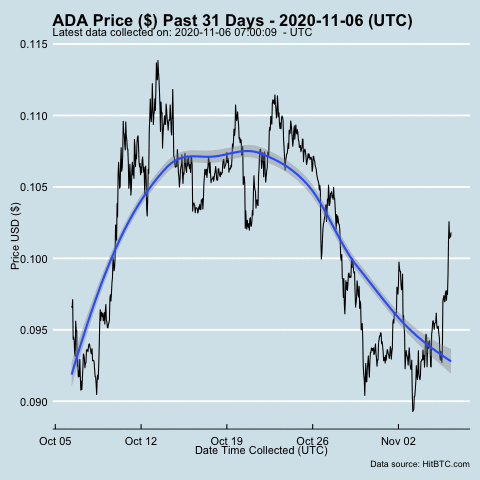 ADA Price ($) Past 31 Days - 2020-11-06 (UTC)
Latest data collected on: 2020-11-06 07:00:09  - UTC
0.115
0.110
0.105
0.100
0.095
0.090
Price USD ($)
Oct 05
Oct 12
Oct 19
Oct 26
Nov 02
Date Time Collected (UTC)
Data source: HitBTC.com